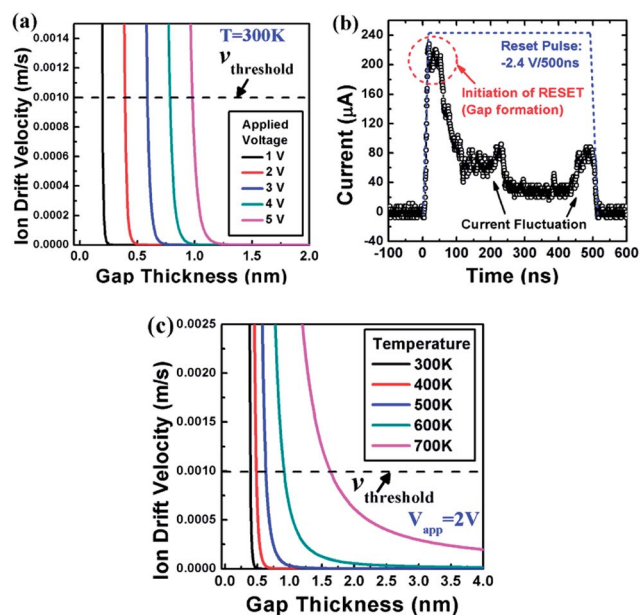 (a)
T=300K
v threshold
Applied
Voltage
1 V
2 V
3 V
4 V
5 V
Ion Drift Velocity (m/s)
0.0014
0.0012
0.0010
0.0008
0.0006
0.0004
0.0002
0.0000
0.0 0.5 1.0 1.5 2.0
Gap Thickness (nm)
(b)
Reset Pulse:
-2.4 V/500ns
Initiation of RESET
(Gap formation)
Current Fluctuation
Current (μA)
240
200
160
120
80
40
0
-40
-100 0 100 200 300 400 500 600
Time (ns)
(c)
Temperature
300K
400K
500K
600K
700K
v threshold
Vapp=2V
Ion Drift Velocity (m/s)
0.0025
0.0020
0.0015
0.0010
0.0005
0.0000
0.0 0.5 1.0 1.5 2.0 2.5 3.0 3.5 4.0
Gap Thickness (nm)